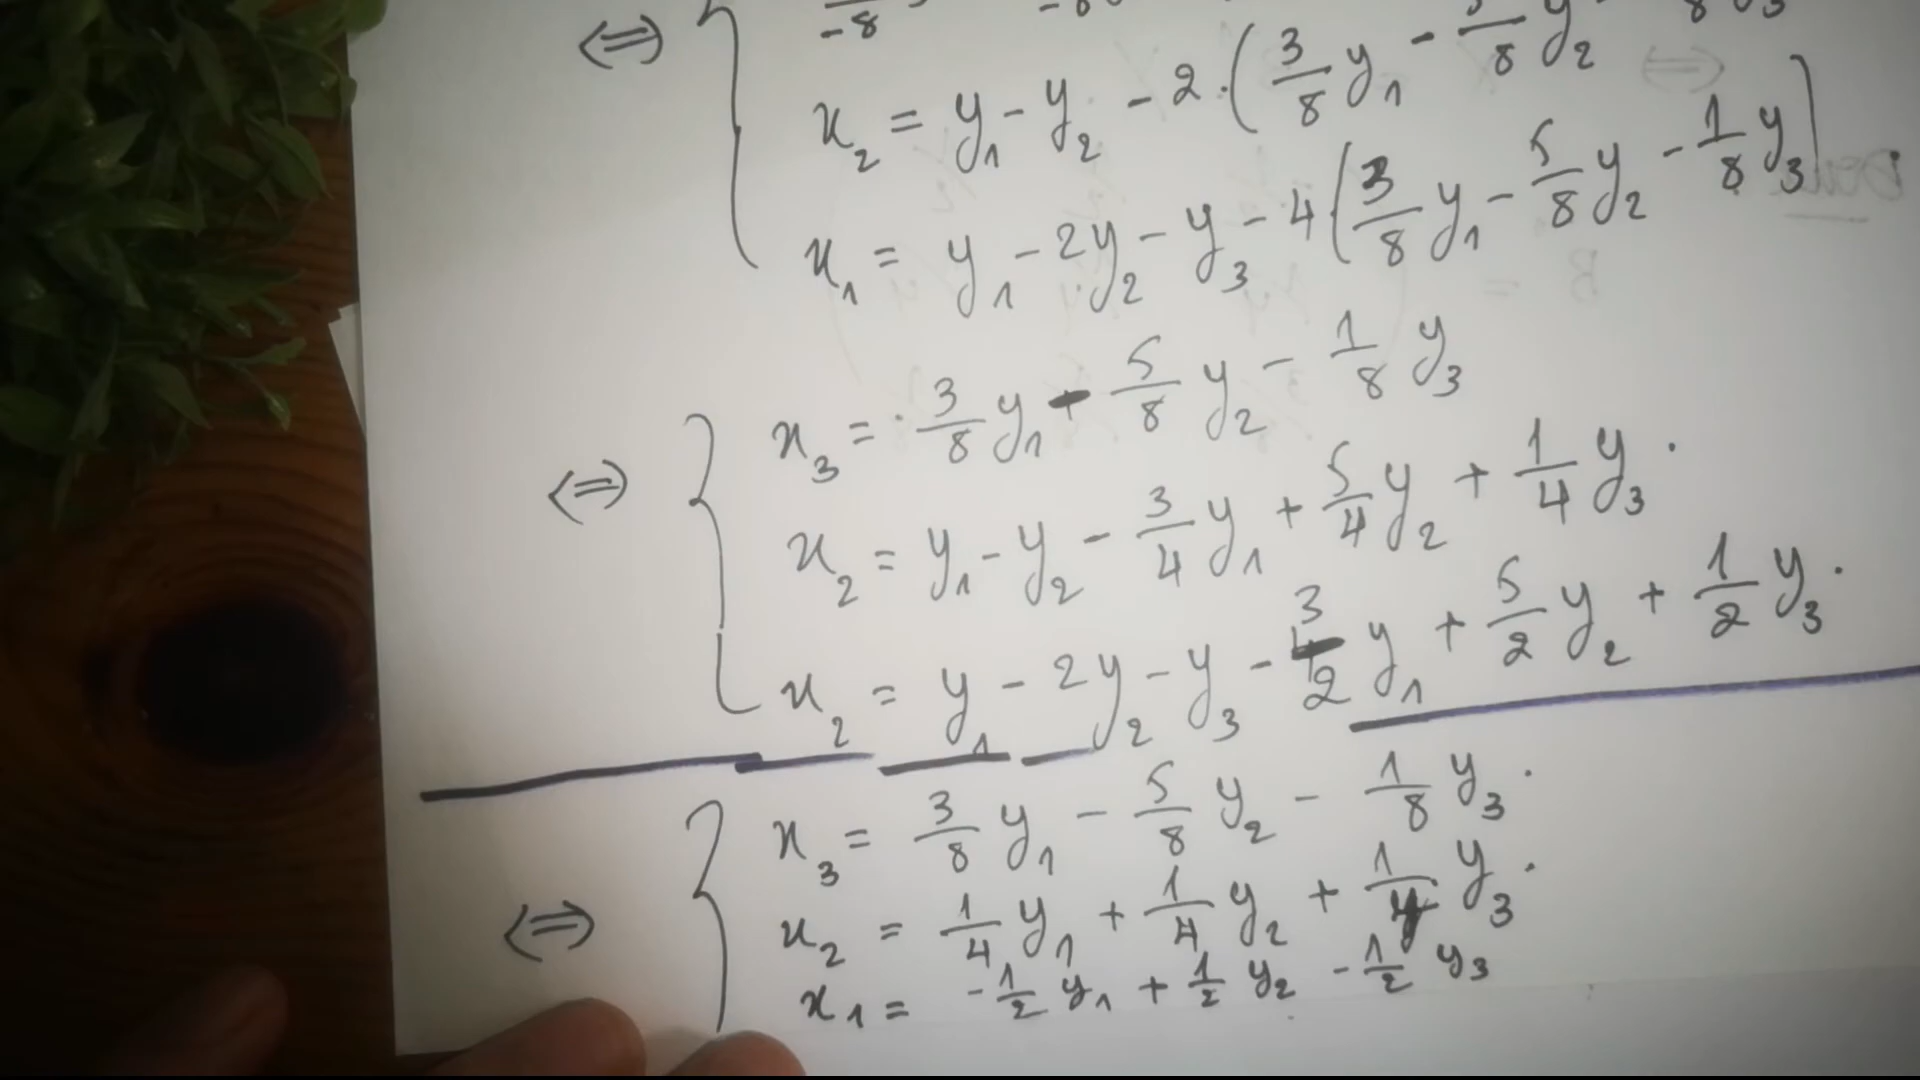 ⟺ { -8
x₂ = y₁ - y₂ - 2·(3/8 y₁ - 5/8 y₂
x₁ = y₁ - 2y₂ - y₃ - 4(3/8 y₁ - 5/8 y₂ - 1/8 y₃)
⟺ { x₃ = 3/8 y₁ - 5/8 y₂ - 1/8 y₃
x₂ = y₁ - y₂ - 3/4 y₁ + 5/4 y₂ + 1/4 y₃.
x₂ = y₁ - 2y₂ - y₃ - 3/2 y₁ + 5/2 y₂ + 1/2 y₃.
⟺ { x₃ = 3/8 y₁ - 5/8 y₂ - 1/8 y₃.
x₂ = 1/4 y₁ + 1/4 y₂ + 1/4 y₃.
x₁ = -1/2 y₁ + 1/2 y₂ - 1/2 y₃